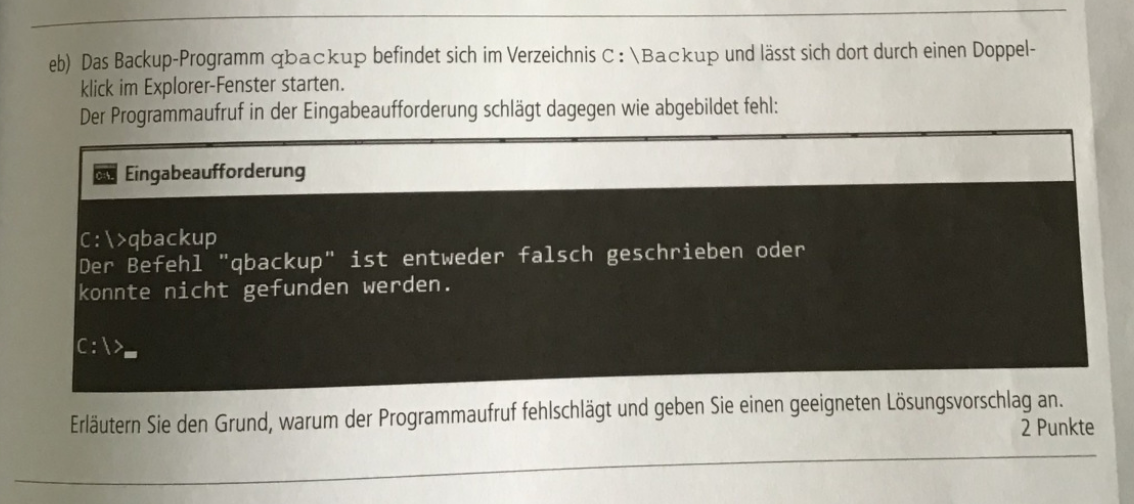 eb) Das Backup-Programm qbackup befindet sich im Verzeichnis C:\Backup und lässt sich dort durch einen Doppel-
klick im Explorer-Fenster starten.
Der Programmaufruf in der Eingabeaufforderung schlägt dagegen wie abgebildet fehl:
C:\. Eingabeaufforderung
C:\>qbackup
Der Befehl "qbackup" ist entweder falsch geschrieben oder
konnte nicht gefunden werden.
C:\>_
Erläutern Sie den Grund, warum der Programmaufruf fehlschlägt und geben Sie einen geeigneten Lösungsvorschlag an.
2 Punkte